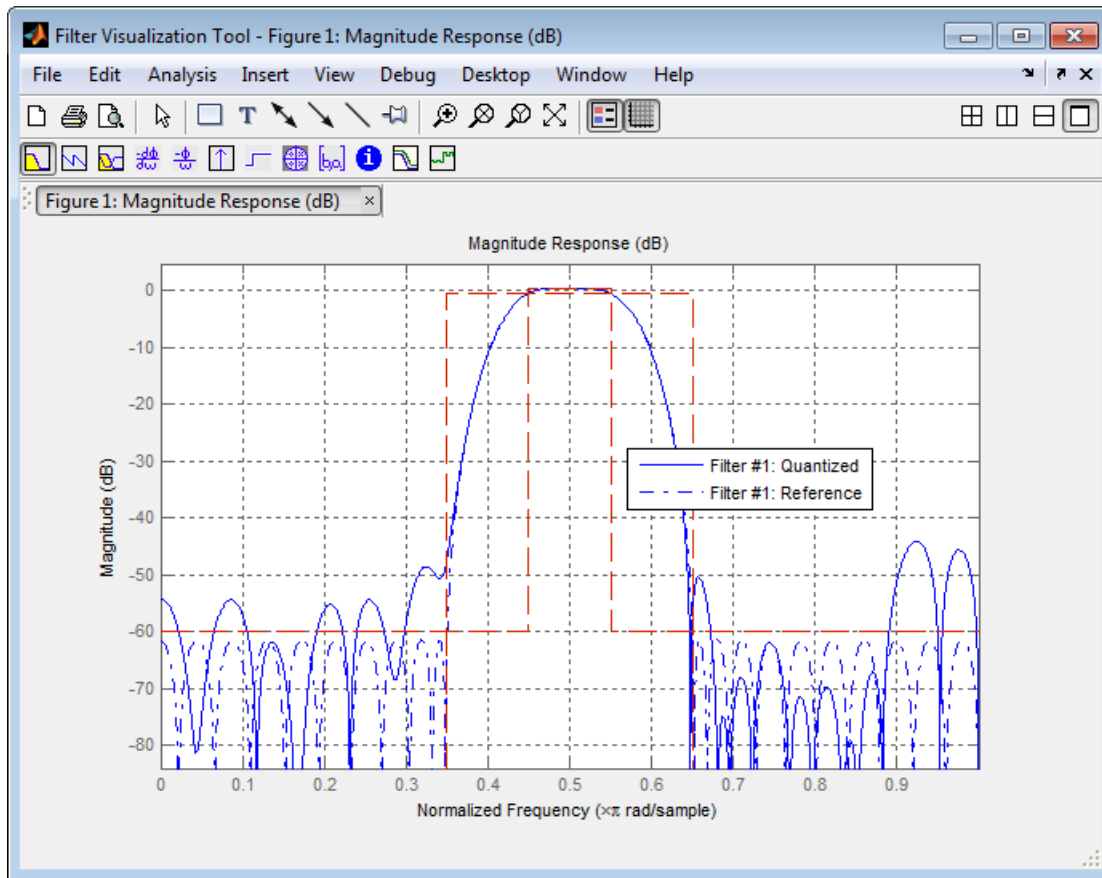 Filter Visualization Tool - Figure 1: Magnitude Response (dB)
File Edit Analysis Insert View Debug Desktop Window Help
T
[b,a] i
Figure 1: Magnitude Response (dB) ×
Magnitude Response (dB)
0
-10
-20
-30
-40
-50
-60
-70
-80
Magnitude (dB)
Filter #1: Quantized
Filter #1: Reference
0 0.1 0.2 0.3 0.4 0.5 0.6 0.7 0.8 0.9
Normalized Frequency (×π rad/sample)